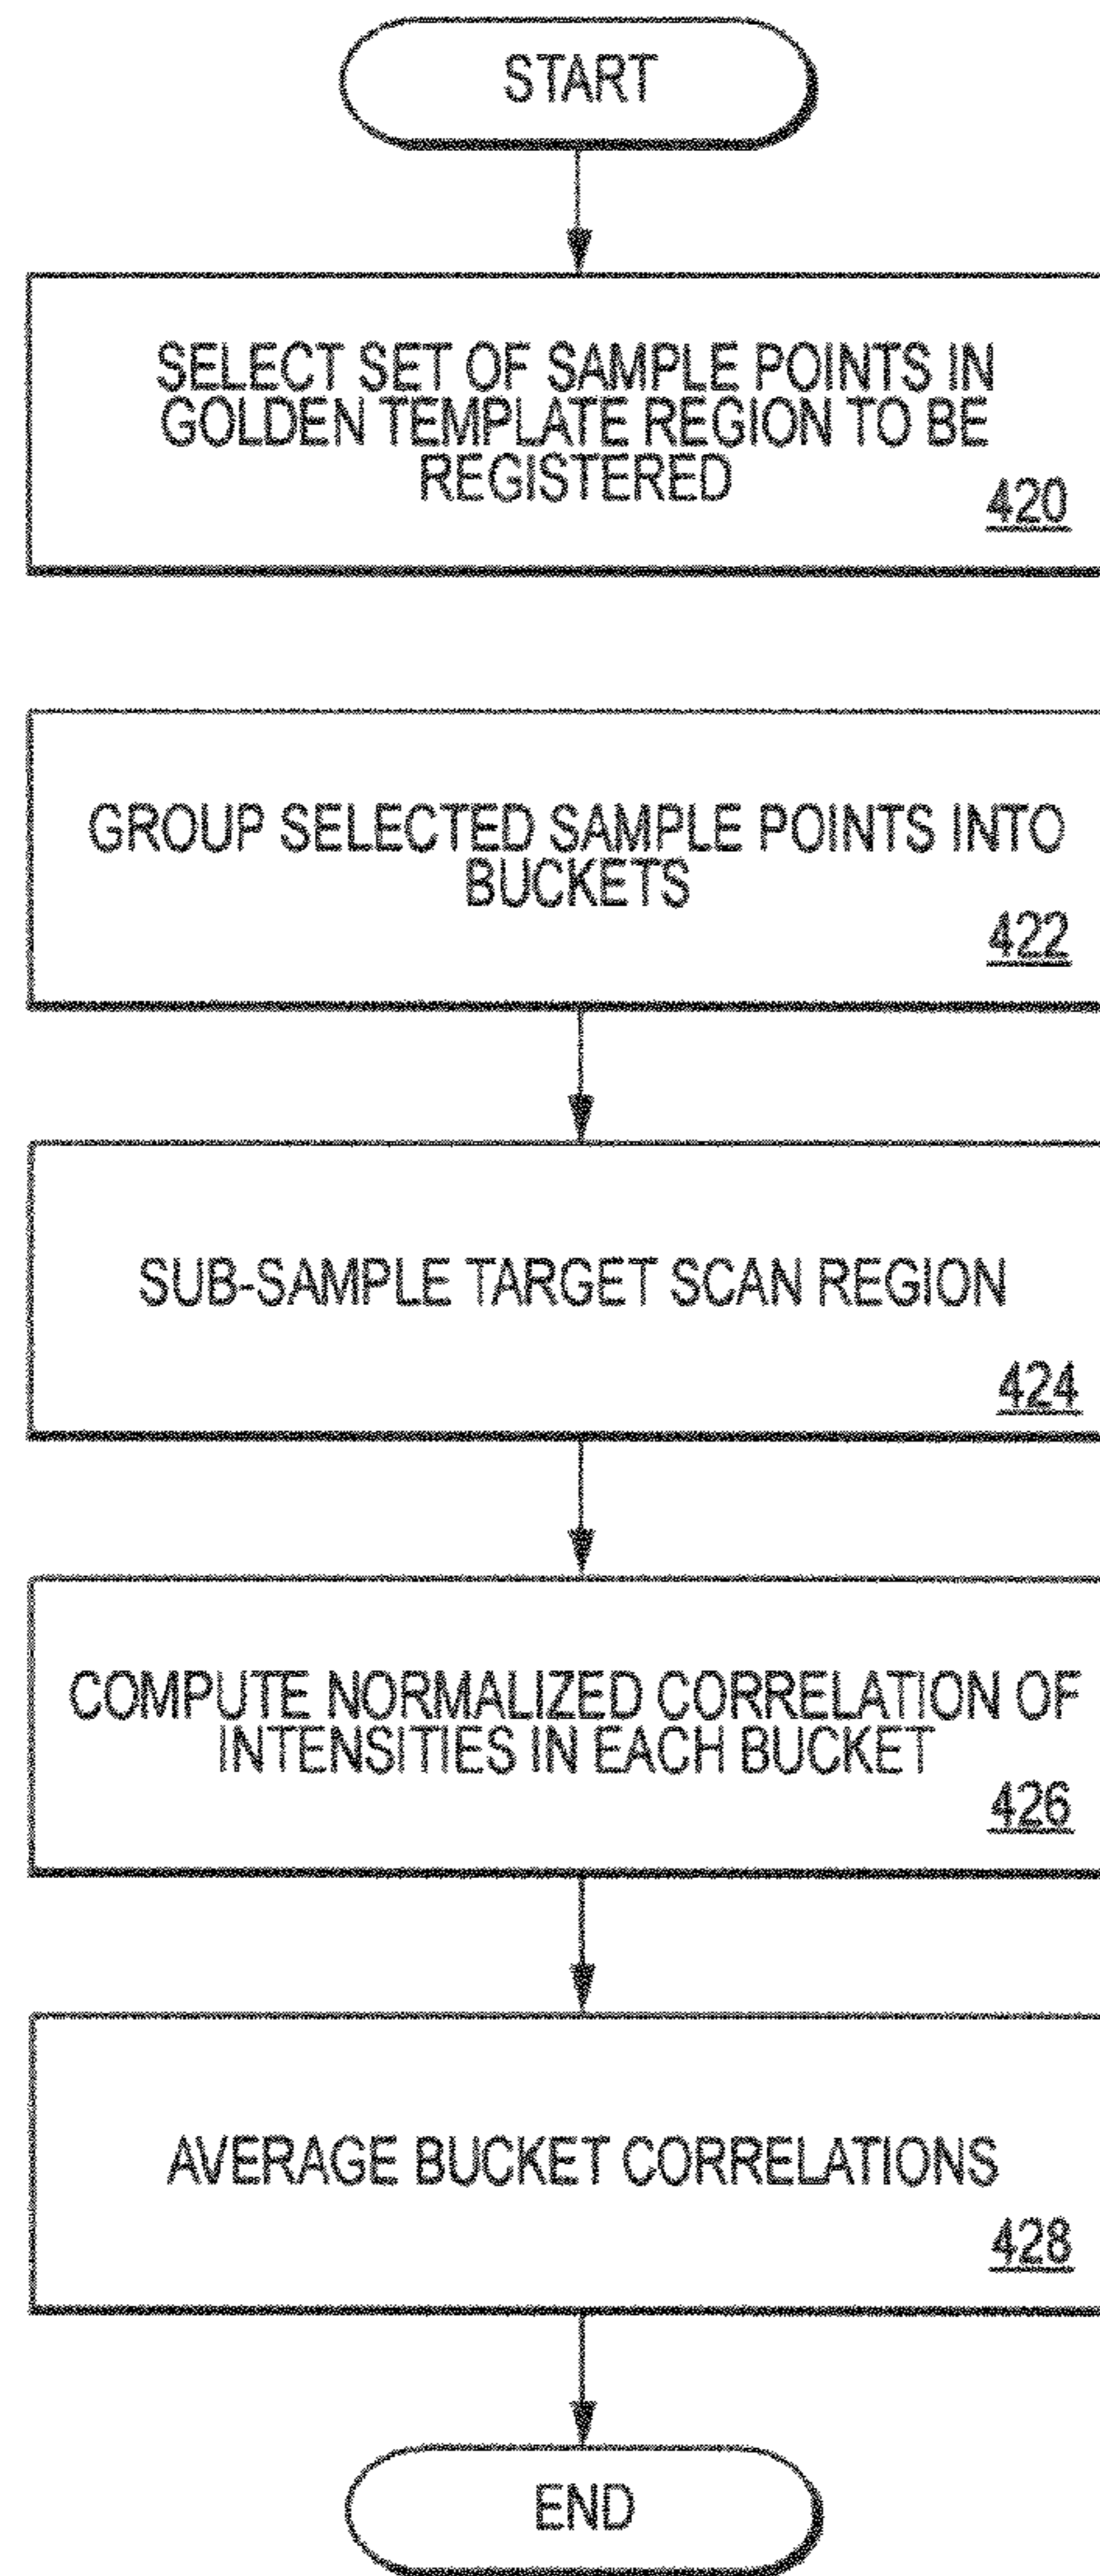 START
SELECT SET OF SAMPLE POINTS IN
GOLDEN TEMPLATE REGION TO BE
REGISTERED
420
GROUP SELECTED SAMPLE POINTS INTO
BUCKETS
422
SUB-SAMPLE TARGET SCAN REGION
424
COMPUTE NORMALIZED CORRELATION OF
INTENSITIES IN EACH BUCKET
426
AVERAGE BUCKET CORRELATIONS
428
END